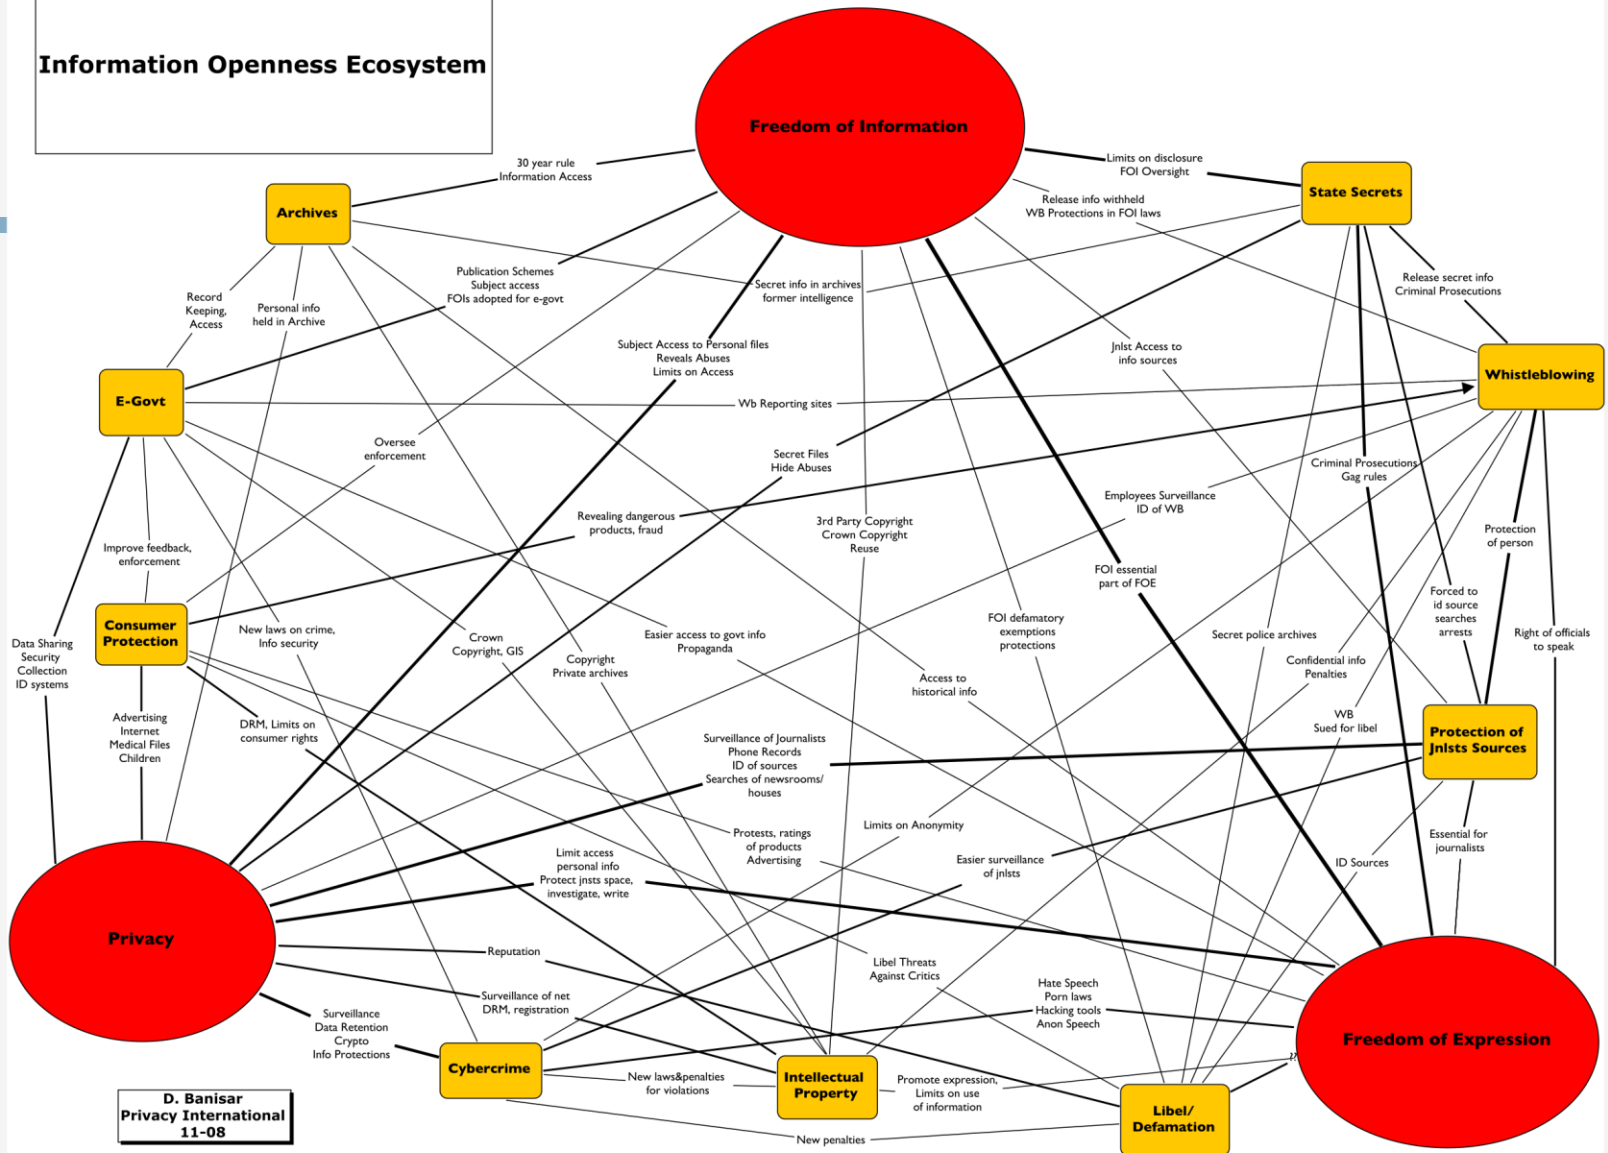 Information Openness Ecosystem
Freedom of Information
30 year rule
Information Access
Limits on disclosure
FOI Oversight
State Secrets
Archives
Release info withheld
WB Protections in FOI laws
Publication Schemes
Subject access
FOIs adopted for e-govt
Secret info in archives
former intelligence
Release secret info
Criminal Prosecutions
Record
Keeping,
Access
Personal info
held in Archive
Subject Access to Personal files
Reveals Abuses
Limits on Access
Jnlst Access to
info sources
Whistleblowing
E-Govt
Wb Reporting sites
Oversee
enforcement
Secret Files
Hide Abuses
Criminal Prosecutions
Gag rules
Employees Surveillance
ID of WB
Revealing dangerous
products, fraud
3rd Party Copyright
Crown Copyright
Reuse
Protection
of person
Improve feedback,
enforcement
FOI essential
part of FOE
Forced to
id source
searches
arrests
Consumer
Protection
New laws on crime,
Info security
Crown
Copyright, GIS
Easier access to govt info
Propaganda
FOI defamatory
exemptions
protections
Secret police archives
Right of officials
to speak
Data Sharing
Security
Collection
ID systems
Copyright
Private archives
Confidential info
Penalties
Access to
historical info
Advertising
Internet
Medical Files
Children
DRM, Limits on
consumer rights
WB
Sued for libel
Protection of
Jnlsts Sources
Surveillance of Journalists
Phone Records
ID of sources
Searches of newsrooms/
houses
Limits on Anonymity
Protests, ratings
of products
Advertising
Essential for
journalists
Limit access
personal info
Protect jnsts space,
investigate, write
Easier surveillance
of jnlsts
ID Sources
Privacy
Reputation
Libel Threats
Against Critics
Surveillance of net
DRM, registration
Hate Speech
Porn laws
Hacking tools
Anon Speech
Surveillance
Data Retention
Crypto
Info Protections
Freedom of Expression
??
Cybercrime
New laws&penalties
for violations
Intellectual
Property
Promote expression,
Limits on use
of information
Libel/
Defamation
New penalties
D. Banisar
Privacy International
11-08